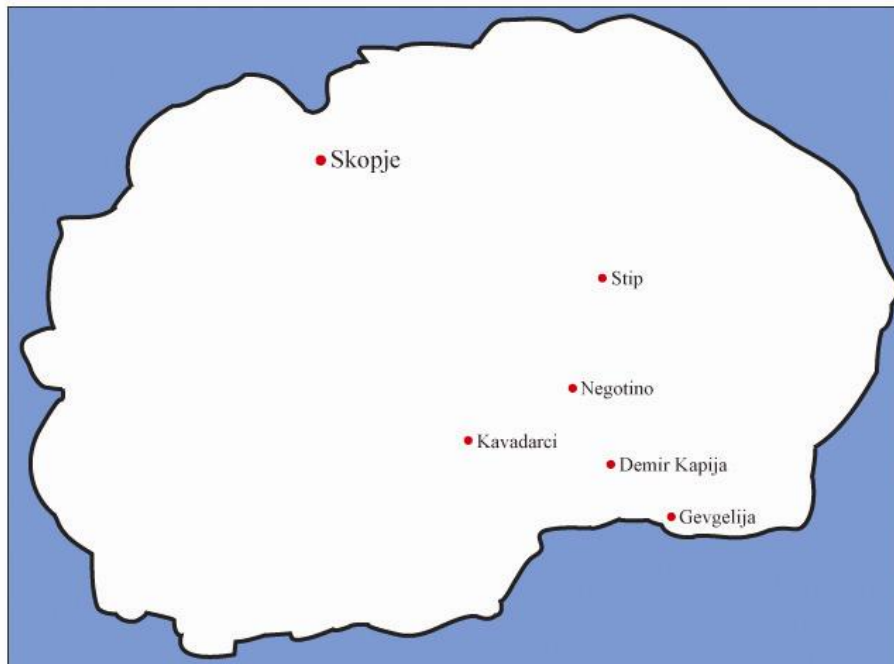 Skopje
Stip
Negotino
Kavadarci
Demir Kapija
Gevgelija